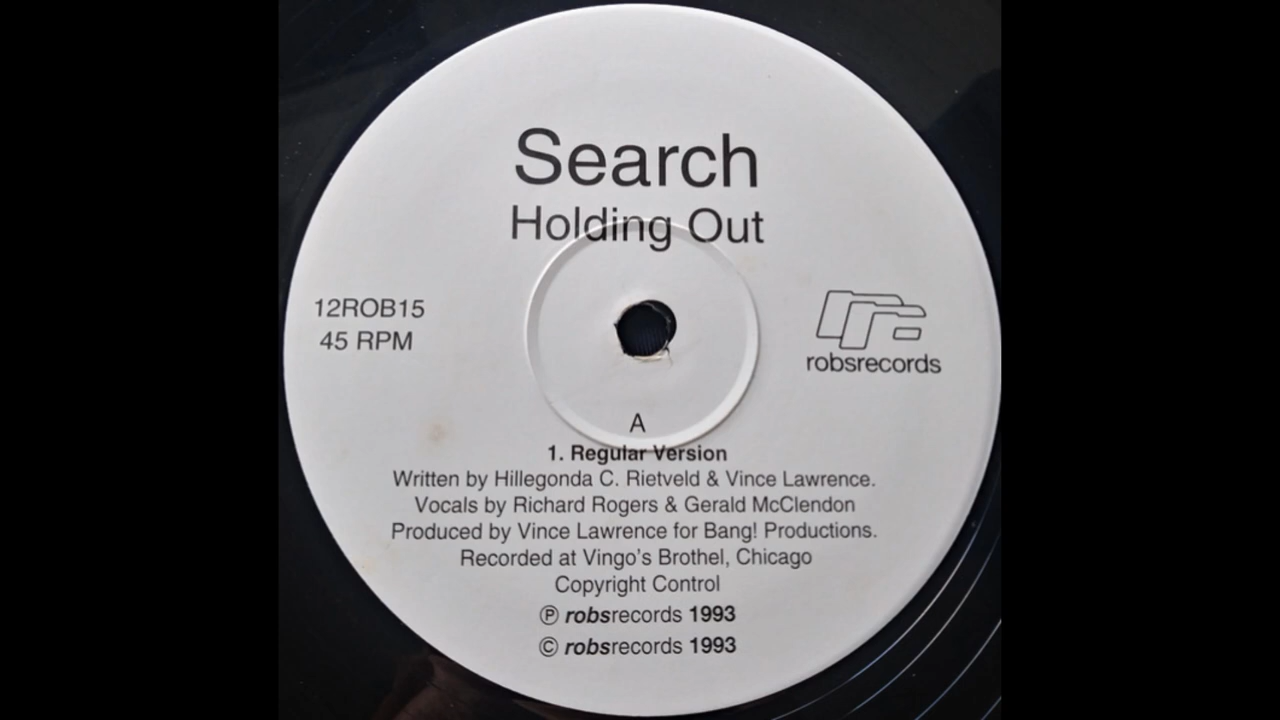 Search
Holding Out
12ROB15
45 RPM
robsrecords
A
1. Regular Version
Written by Hillegonda C. Rietveld & Vince Lawrence.
Vocals by Richard Rogers & Gerald McClendon
Produced by Vince Lawrence for Bang! Productions.
Recorded at Vingo's Brothel, Chicago
Copyright Control
℗ robsrecords 1993
© robsrecords 1993